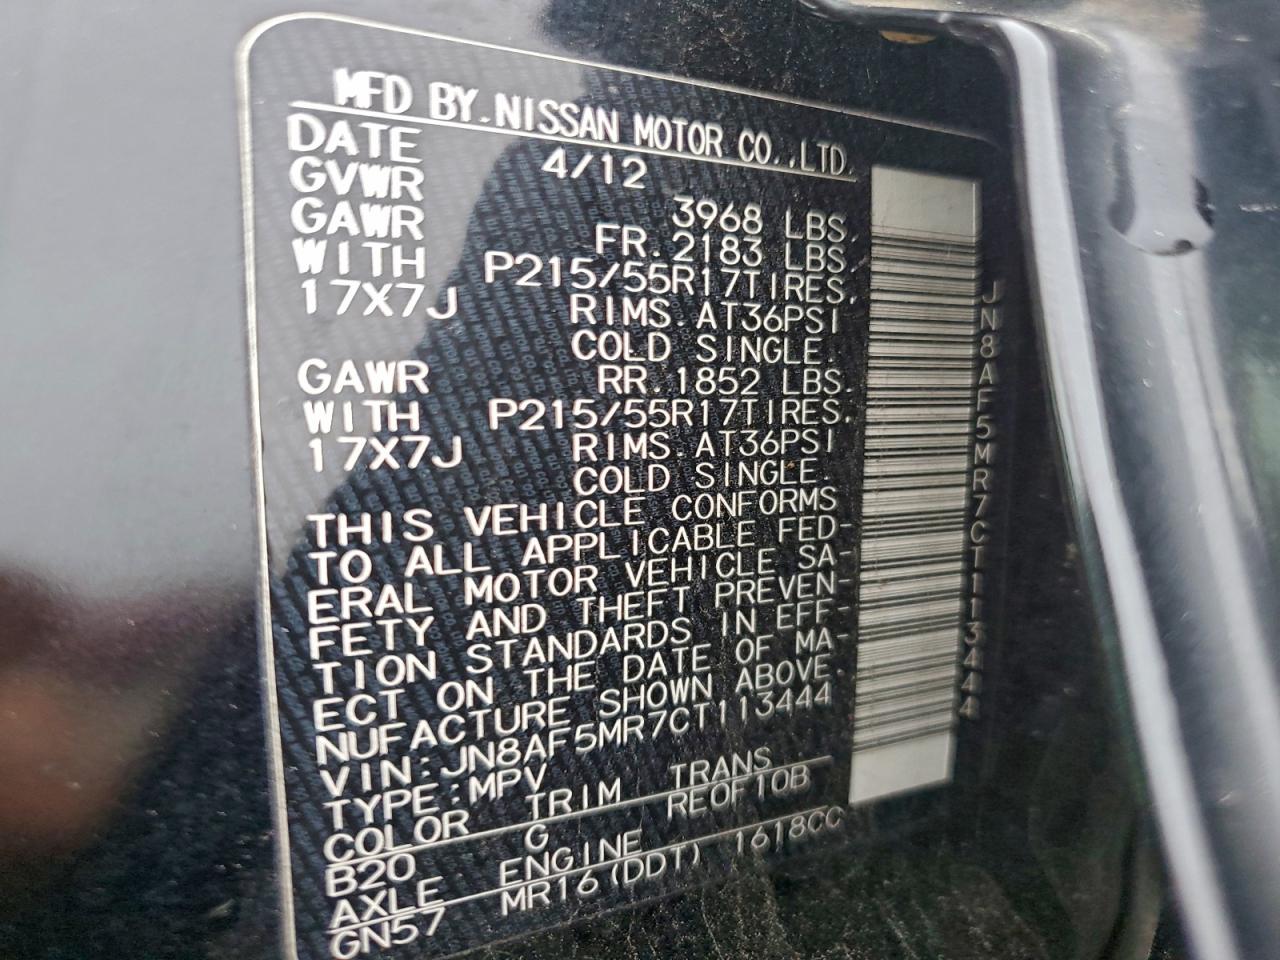 MFD BY.NISSAN MOTOR CO.,LTD.
DATE 4/12
GVWR 3968 LBS.
GAWR FR.2183 LBS.
WITH P215/55R17TIRES.
17X7J RIMS.AT36PSI
COLD SINGLE.
GAWR RR.1852 LBS.
WITH P215/55R17TIRES.
17X7J RIMS.AT36PSI
COLD SINGLE.
THIS VEHICLE CONFORMS
TO ALL APPLICABLE FED-
ERAL MOTOR VEHICLE SA-
FETY AND THEFT PREVEN-
TION STANDARDS IN EFF-
ECT ON THE DATE OF MA-
NUFACTURE SHOWN ABOVE.
VIN:JN8AF5MR7CT113444
TYPE:MPV
COLOR TRIM TRANS
B20 G RE0F10B
AXLE ENGINE
GN57 MR16(DDT) 1618CC
JN8AF5MR7CT113444